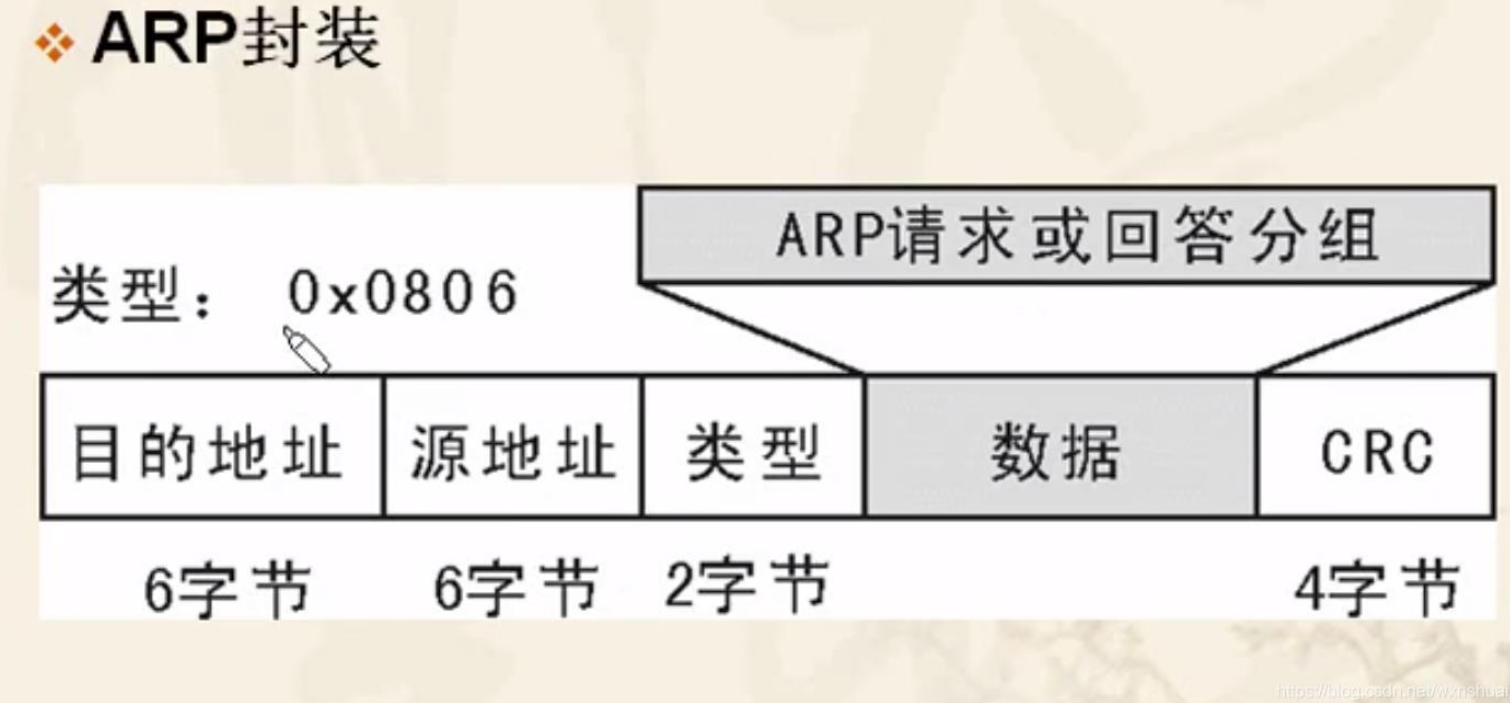 ARP封装
ARP请求或回答分组
类型: 0x0806
目的地址 源地址 类型 数据 CRC
6字节 6字节 2字节 4字节
https://blog.csdn.net/wxrishuai